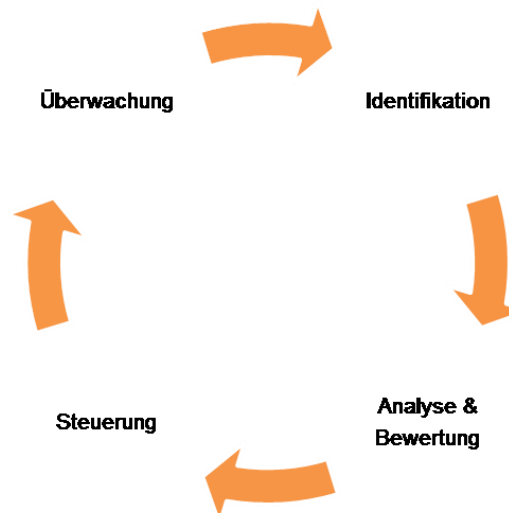 Überwachung
Identifikation
Analyse &
Bewertung
Steuerung